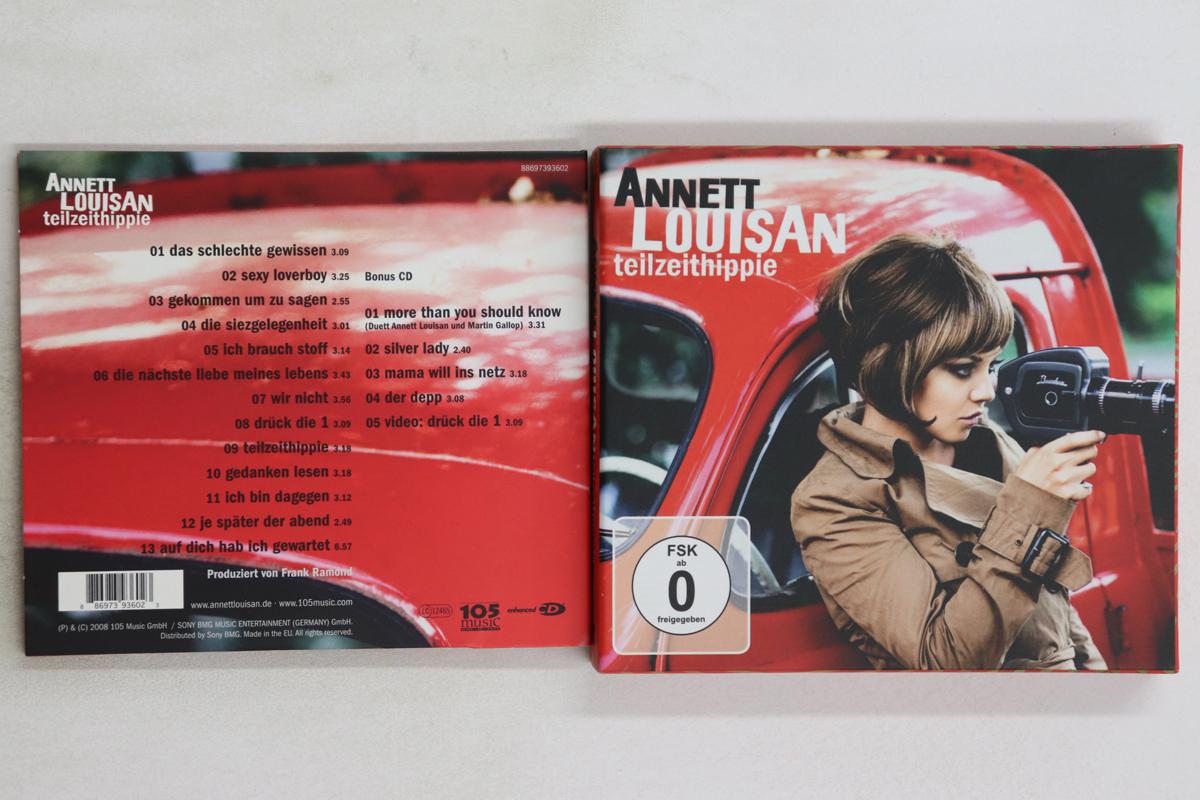 ANNETT
LOUISAN
teilzeithippie
88697393602
01 das schlechte gewissen 3.09
02 sexy loverboy 3.25
03 gekommen um zu sagen 2.55
04 die siezgelegenheit 3.01
05 ich brauch stoff 3.14
06 die nächste liebe meines lebens 3.43
07 wir nicht 3.56
08 drück die 1 3.09
09 teilzeithippie 3.18
10 gedanken lesen 3.18
11 ich bin dagegen 3.12
12 je später der abend 2.49
13 auf dich hab ich gewartet 6.57
Produziert von Frank Ramond
Bonus CD
01 more than you should know
(Duett Annett Louisan und Martin Gallop) 3.31
02 silver lady 2.40
03 mama will ins netz 3.18
04 der depp 3.08
05 video: drück die 1 3.09
8 86973 93602 3
www.annettlouisan.de · www.105music.com
(P) & (C) 2008 105 Music GmbH / SONY BMG MUSIC ENTERTAINMENT (GERMANY) GmbH.
Distributed by Sony BMG. Made in the EU. All rights reserved.
LC 12465
105
music
enhanced CD
ANNETT
LOUISAN
teilzeithippie
FSK
ab
0
freigegeben